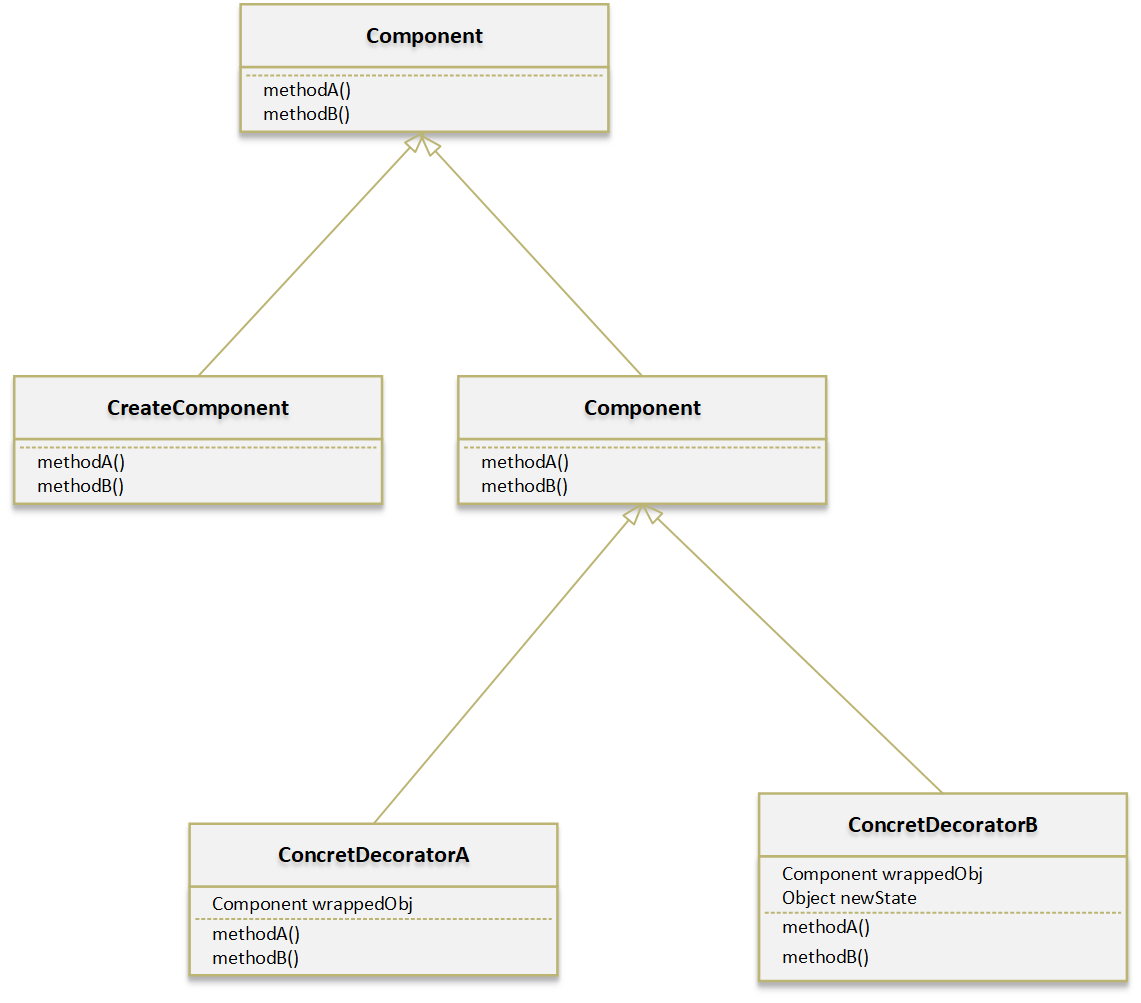 Component
methodA()
methodB()
CreateComponent
methodA()
methodB()
Component
methodA()
methodB()
ConcretDecoratorA
Component wrappedObj
methodA()
methodB()
ConcretDecoratorB
Component wrappedObj
Object newState
methodA()
methodB()